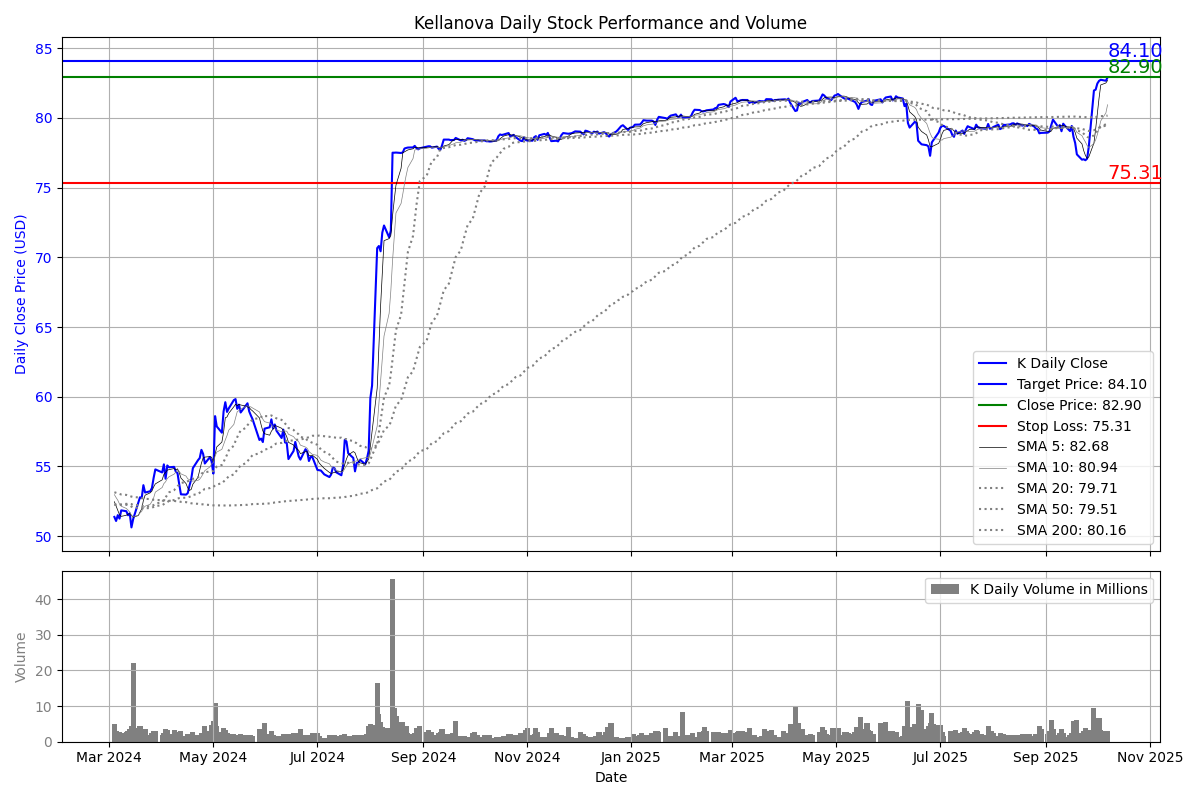 Kellanova Daily Stock Performance and Volume
Daily Close Price (USD)
85
80
75
70
65
60
55
50
84.10
82.90
75.31
K Daily Close
Target Price: 84.10
Close Price: 82.90
Stop Loss: 75.31
SMA 5: 82.68
SMA 10: 80.94
SMA 20: 79.71
SMA 50: 79.51
SMA 200: 80.16
Volume
40
30
20
10
0
K Daily Volume in Millions
Mar 2024 May 2024 Jul 2024 Sep 2024 Nov 2024 Jan 2025 Mar 2025 May 2025 Jul 2025 Sep 2025 Nov 2025
Date